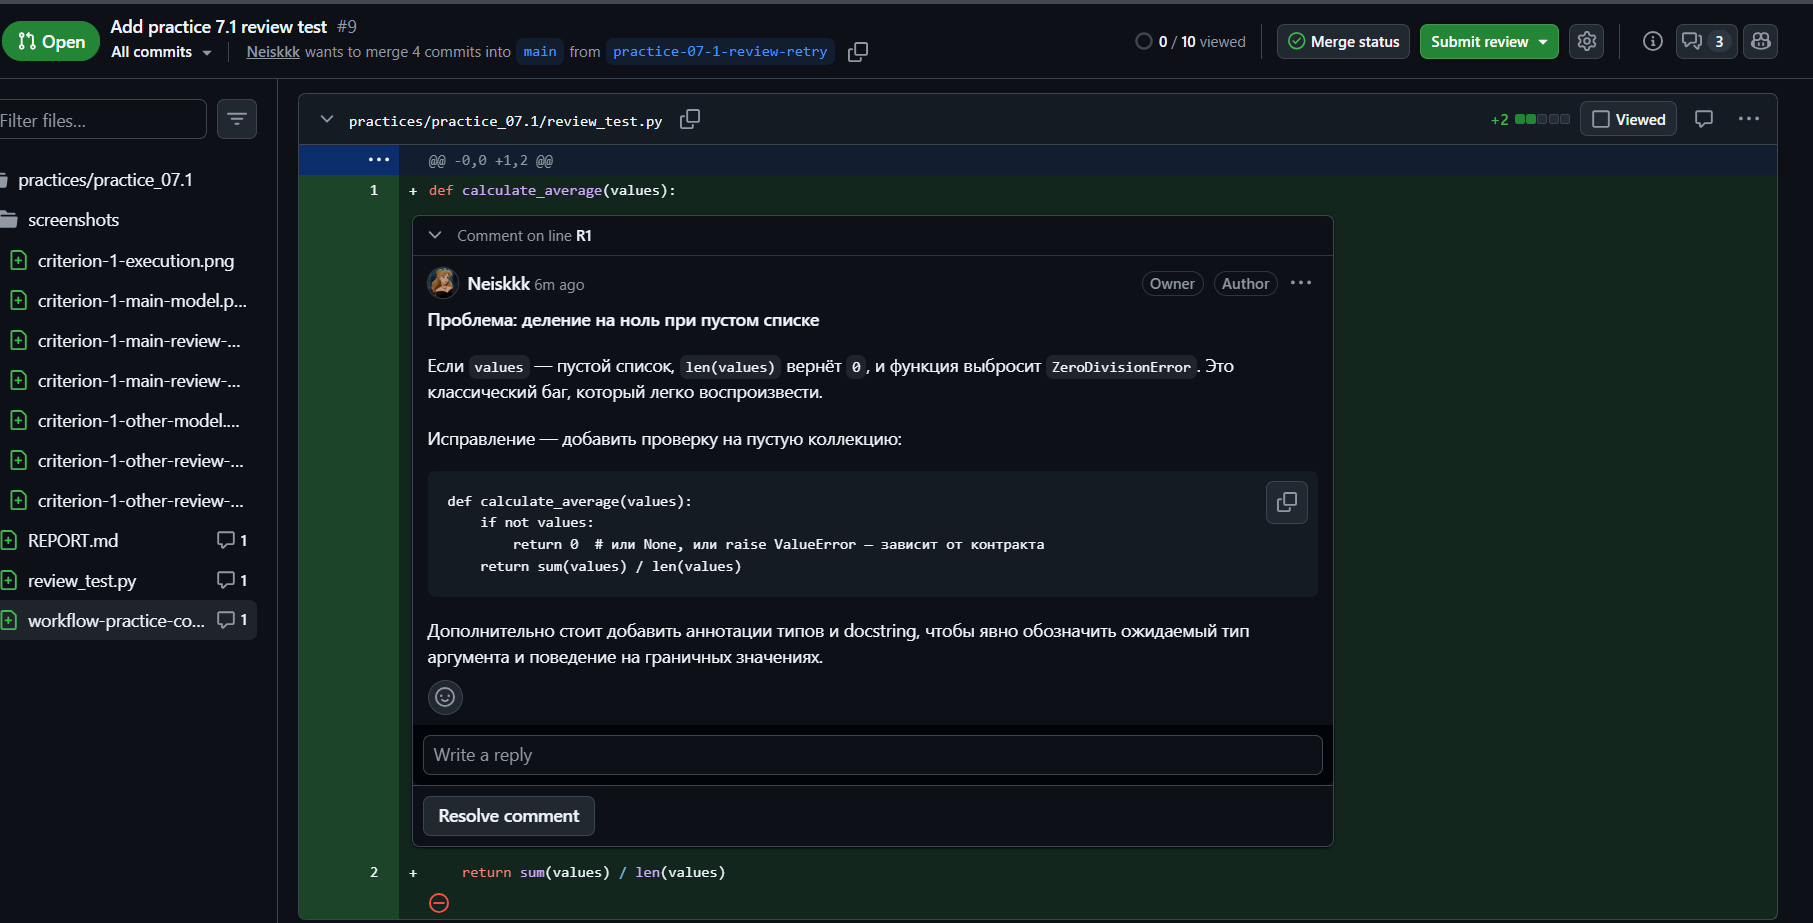 Open
Add practice 7.1 review test #9
All commits
Neiskkk wants to merge 4 commits into main from practice-07-1-review-retry
0 / 10 viewed
Merge status
Submit review
3
Filter files...
practices/practice_07.1
screenshots
criterion-1-execution.png
criterion-1-main-model.p...
criterion-1-main-review-...
criterion-1-main-review-...
criterion-1-other-model....
criterion-1-other-review-...
criterion-1-other-review-...
REPORT.md 1
review_test.py 1
workflow-practice-co... 1
practices/practice_07.1/review_test.py
+2
Viewed
@@ -0,0 +1,2 @@
1 + def calculate_average(values):
Comment on line R1
Neiskkk 6m ago
Owner
Author
Проблема: деление на ноль при пустом списке
Если values — пустой список, len(values) вернёт 0, и функция выбросит ZeroDivisionError. Это
классический баг, который легко воспроизвести.
Исправление — добавить проверку на пустую коллекцию:
def calculate_average(values):
    if not values:
        return 0  # или None, или raise ValueError — зависит от контракта
    return sum(values) / len(values)
Дополнительно стоит добавить аннотации типов и docstring, чтобы явно обозначить ожидаемый тип
аргумента и поведение на граничных значениях.
Write a reply
Resolve comment
2 +     return sum(values) / len(values)